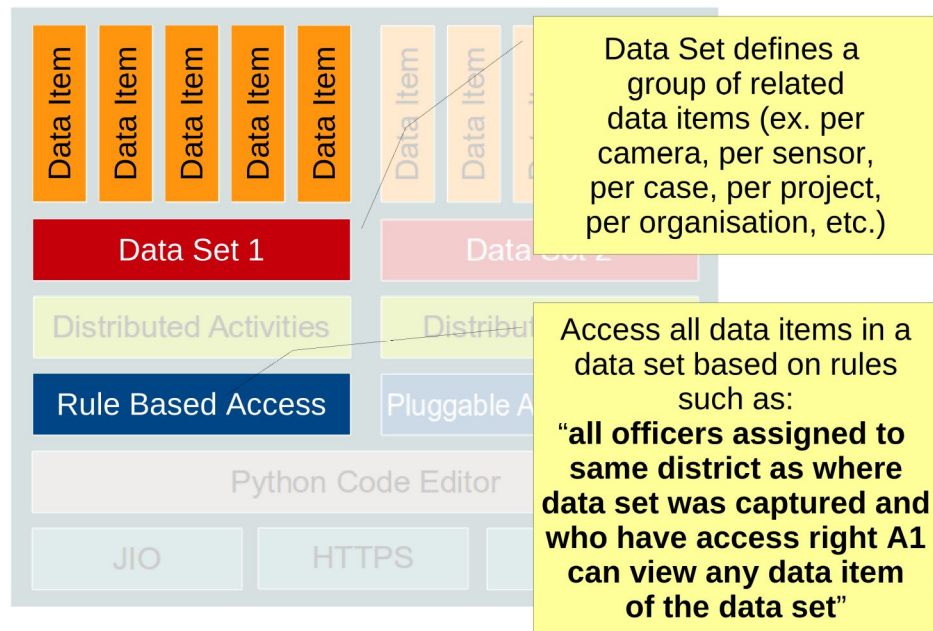 Data Item
Data Item
Data Item
Data Item
Data Item
Data Item
Data Item
Data Set defines a
group of related
data items (ex. per
camera, per sensor,
per case, per project,
per organisation, etc.)
Data Set 1
Data Set 2
Distributed Activities
Rule Based Access
Pluggable
Access all data items in a
data set based on rules
such as:
“all officers assigned to
same district as where
data set was captured and
who have access right A1
can view any data item
of the data set”
Python Code Editor
JIO
HTTPS